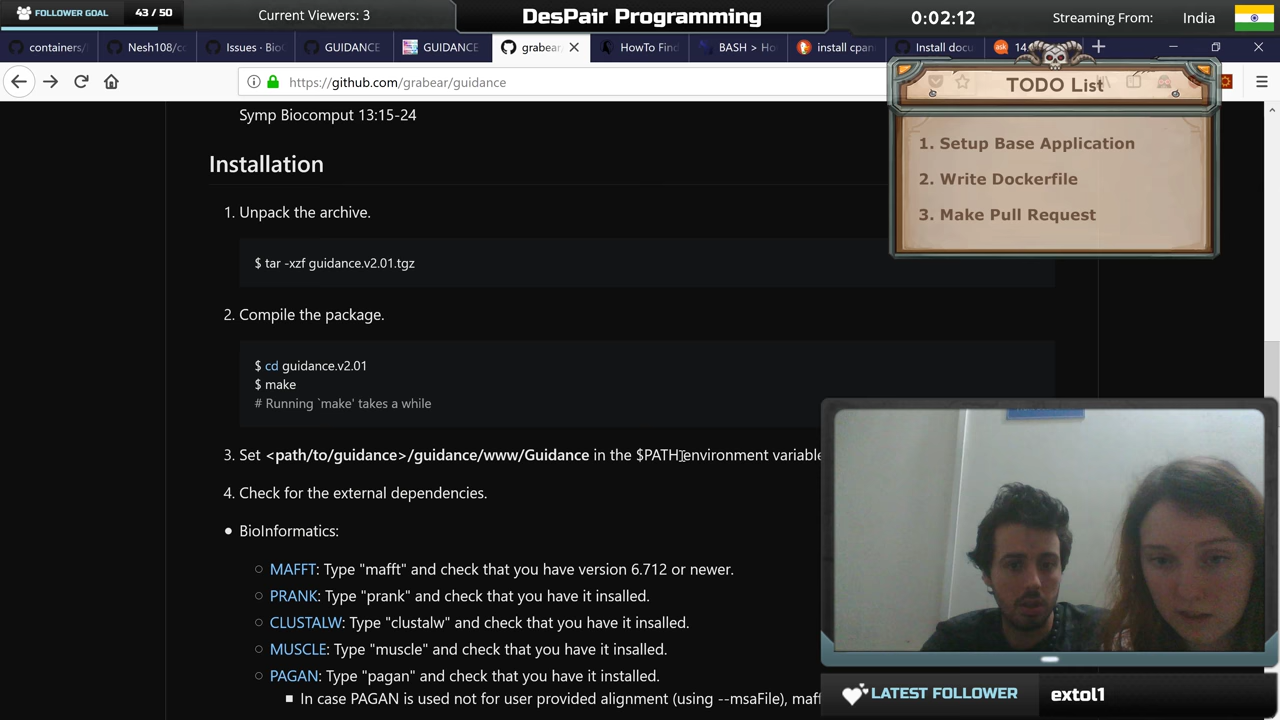 FOLLOWER GOAL 43 / 50 Current Viewers: 3 DesPair Programming 0:02:12 Streaming From: India
containers/ Nesh108/co Issues · Bio GUIDANCE GUIDANCE grabear HowTo Find BASH > Ho install cpan Install docu ask 14.
https://github.com/grabear/guidance
TODO List
1. Setup Base Application
2. Write Dockerfile
3. Make Pull Request
Symp Biocomput 13:15-24
Installation
1. Unpack the archive.
$ tar -xzf guidance.v2.01.tgz
2. Compile the package.
$ cd guidance.v2.01
$ make
# Running `make' takes a while
3. Set <path/to/guidance>/guidance/www/Guidance in the $PATH environment variable
4. Check for the external dependencies.
BioInformatics:
MAFFT: Type "mafft" and check that you have version 6.712 or newer.
PRANK: Type "prank" and check that you have it insalled.
CLUSTALW: Type "clustalw" and check that you have it insalled.
MUSCLE: Type "muscle" and check that you have it insalled.
PAGAN: Type "pagan" and check that you have it installed.
In case PAGAN is used not for user provided alignment (using --msaFile), maff
LATEST FOLLOWER extol1